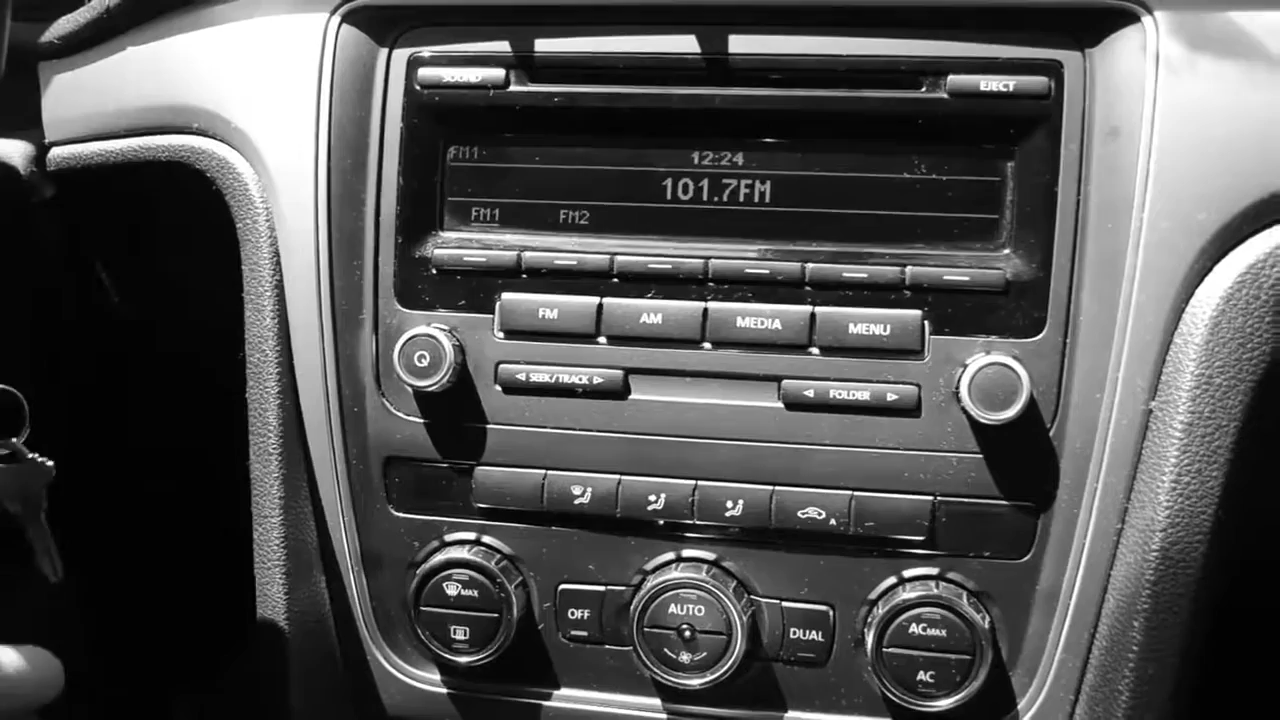 SOUND
EJECT
FM1 12:24
101.7FM
FM1 FM2
FM AM MEDIA MENU
SEEK/TRACK FOLDER
A
MAX
OFF AUTO DUAL
ACMAX
AC